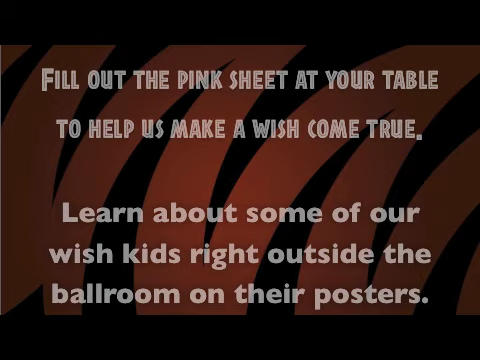 Fill out the pink sheet at your table
to help us make a wish come true.
Learn about some of our
wish kids right outside the
ballroom on their posters.